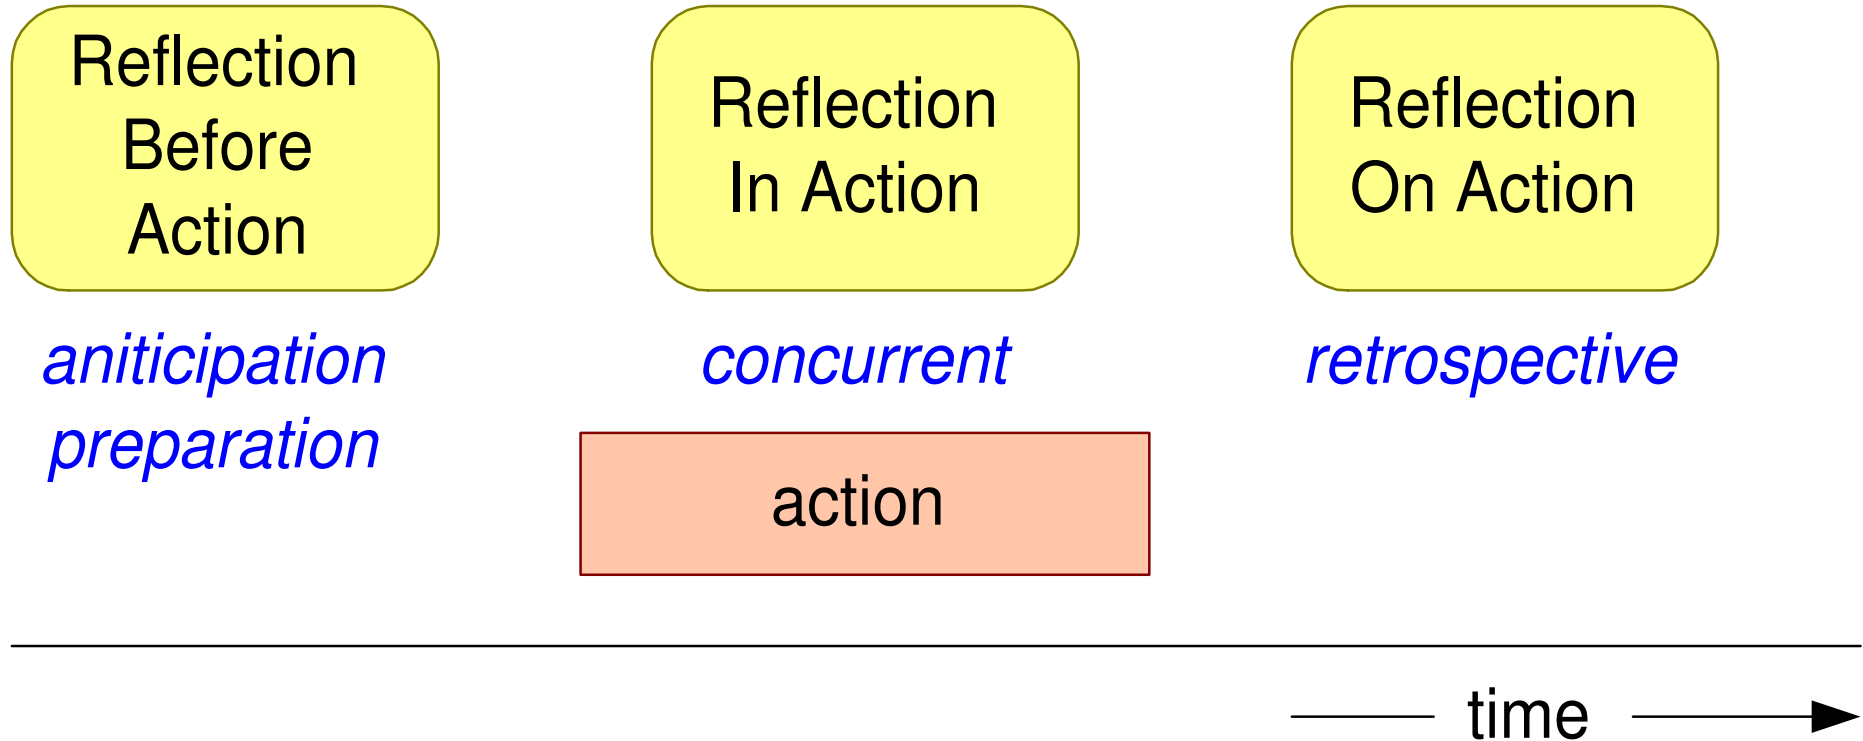 Reflection
Before
Action
Reflection
In Action
Reflection
On Action
aniticipation
preparation
concurrent
retrospective
action
time